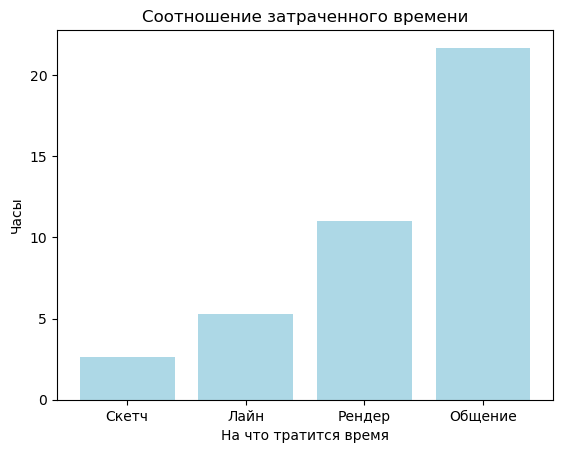 Соотношение затраченного времени
20
15
10
5
0
Часы
Скетч Лайн Рендер Общение
На что тратится время